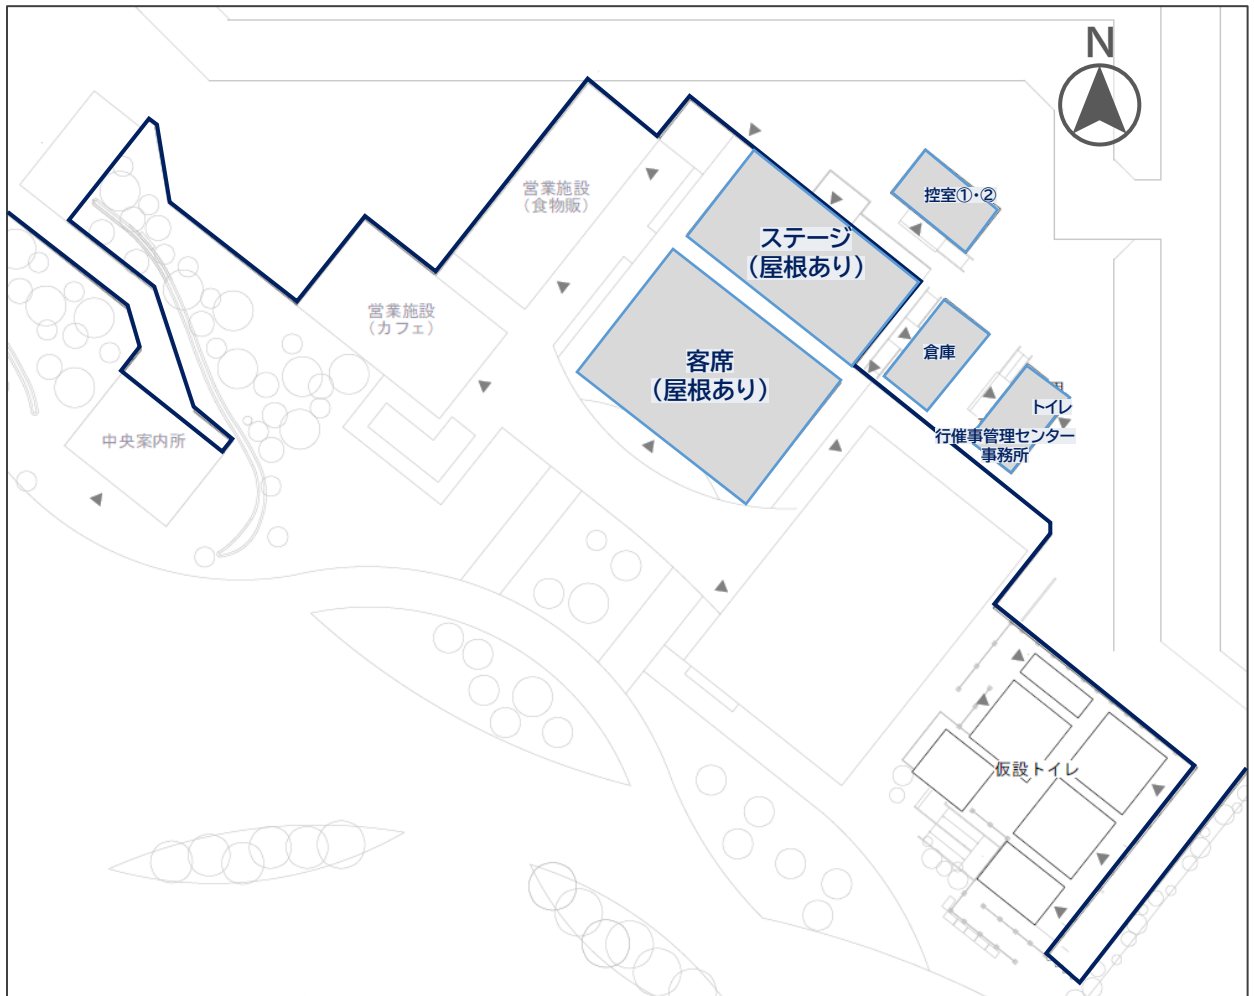 N
営業施設
（食物販）
控室①・②
ステージ
（屋根あり）
営業施設
（カフェ）
倉庫
客席
（屋根あり）
トイレ
中央案内所
行催事管理センター
事務所
仮設トイレ